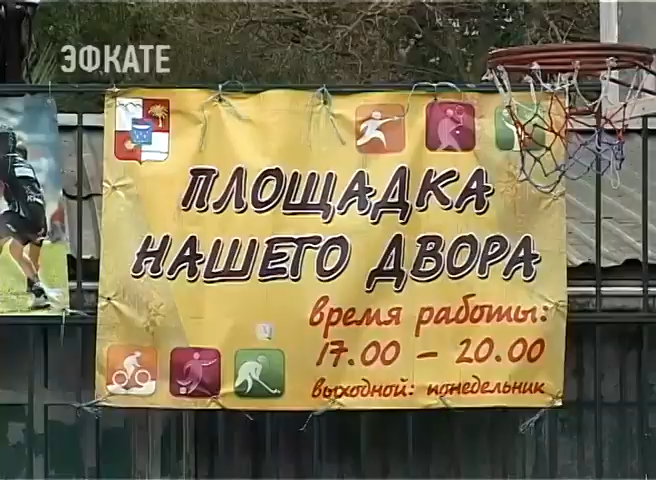 ЭФКАТЕ
ПЛОЩАДКА
НАШЕГО ДВОРА
время работы:
17.00 – 20.00
выходной: понедельник